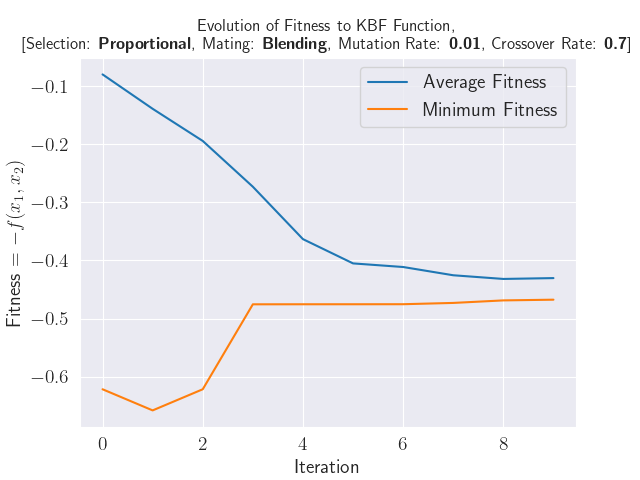 Evolution of Fitness to KBF Function,
[Selection: Proportional, Mating: Blending, Mutation Rate: 0.01, Crossover Rate: 0.7]
Average Fitness
Minimum Fitness
−0.1
−0.2
−0.3
−0.4
−0.5
−0.6
Fitness = −f(x₁, x₂)
0 2 4 6 8
Iteration